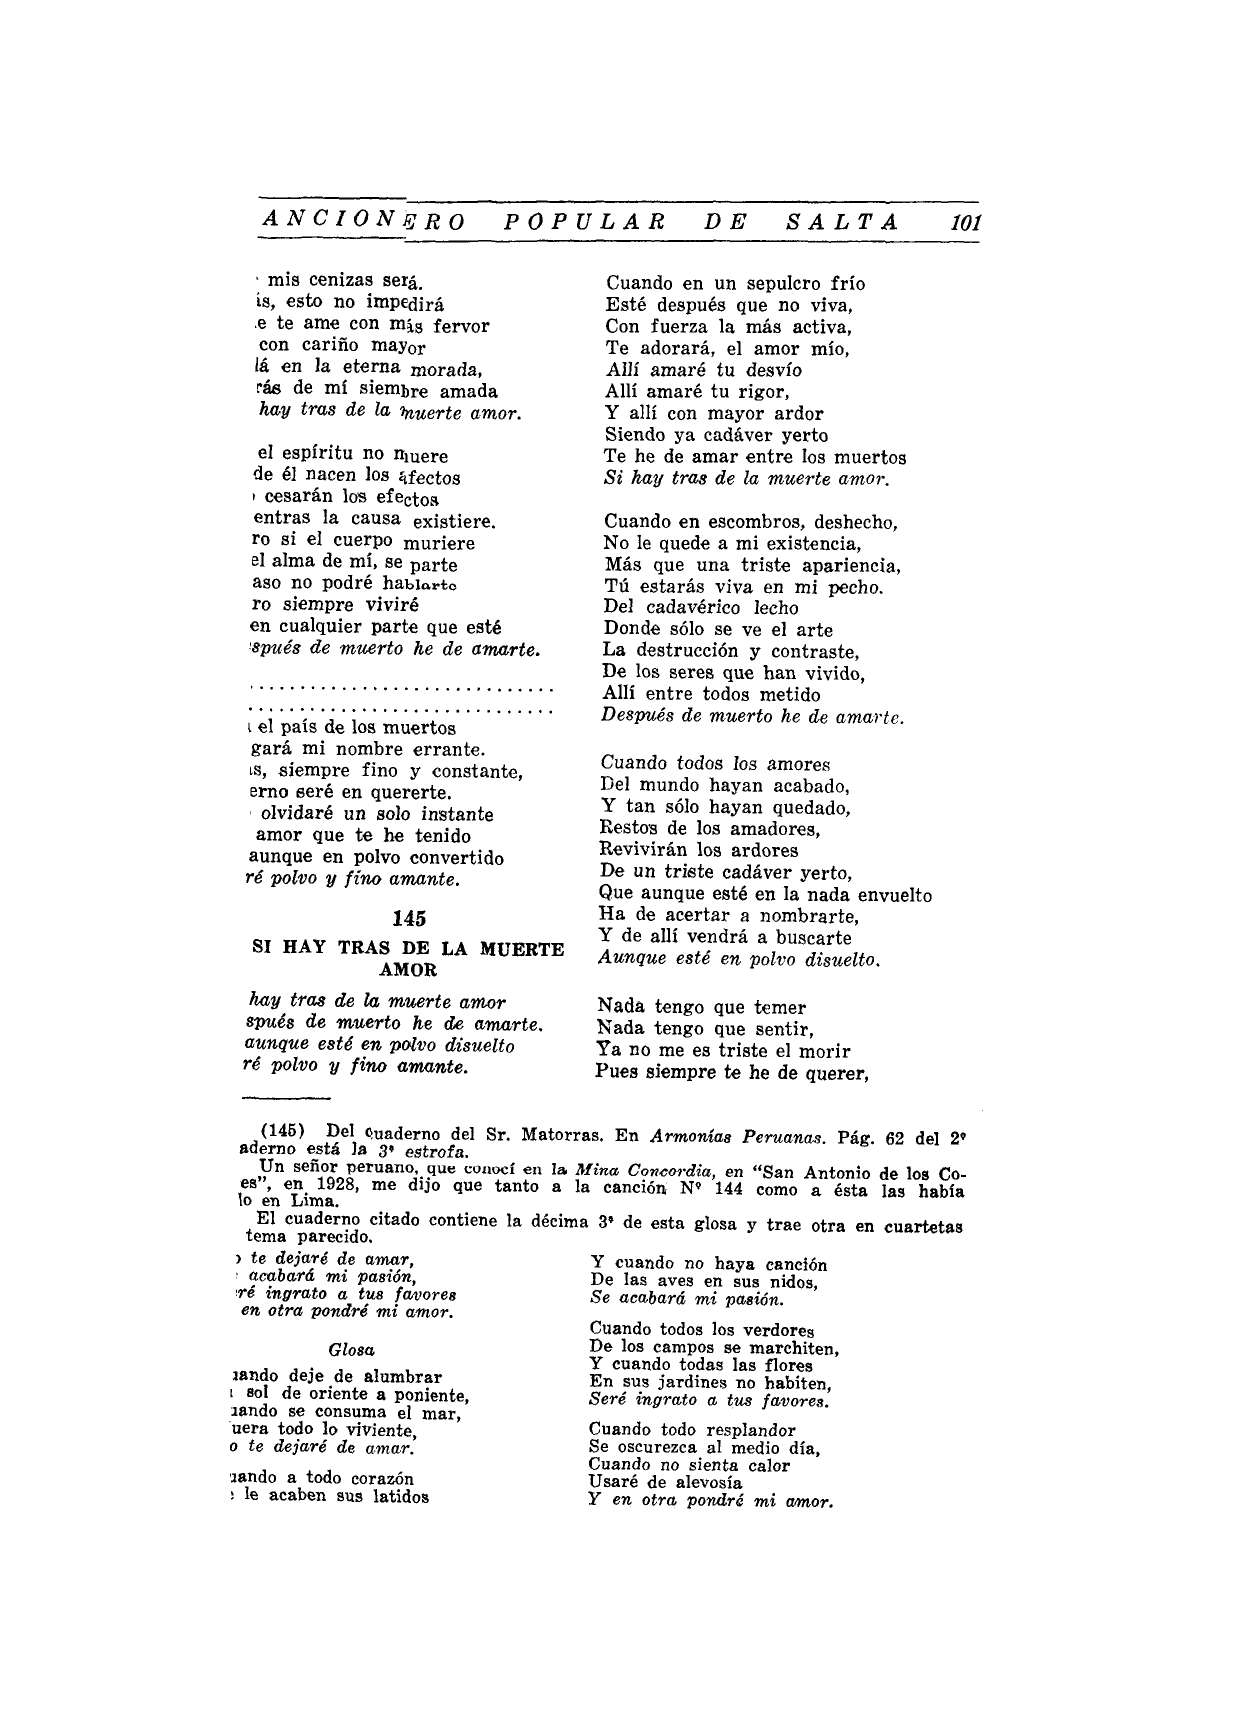 ANCIONERO POPULAR DE SALTA 101
mis cenizas será.
is, esto no impedirá
e te ame con más fervor
con cariño mayor
lá en la eterna morada,
rás de mí siembre amada
hay tras de la muerte amor.
el espíritu no muere
de él nacen los afectos
cesarán los efectos
entras la causa existiere.
ro si el cuerpo muriere
el alma de mí, se parte
aso no podré hablarte
ro siempre viviré
en cualquier parte que esté
spués de muerto he de amarte.
. . . . . . . . . . . . . . . . . . . . . . . . . . . . .
. . . . . . . . . . . . . . . . . . . . . . . . . . . . .
el país de los muertos
gará mi nombre errante.
s, siempre fino y constante,
erno seré en quererte.
olvidaré un solo instante
amor que te he tenido
aunque en polvo convertido
ré polvo y fino amante.
145
SI HAY TRAS DE LA MUERTE
AMOR
hay tras de la muerte amor
spués de muerto he de amarte.
aunque esté en polvo disuelto
ré polvo y fino amante.
Cuando en un sepulcro frío
Esté después que no viva,
Con fuerza la más activa,
Te adorará, el amor mío,
Allí amaré tu desvío
Allí amaré tu rigor,
Y allí con mayor ardor
Siendo ya cadáver yerto
Te he de amar entre los muertos
Si hay tras de la muerte amor.
Cuando en escombros, deshecho,
No le quede a mi existencia,
Más que una triste apariencia,
Tú estarás viva en mi pecho.
Del cadavérico lecho
Donde sólo se ve el arte
La destrucción y contraste,
De los seres que han vivido,
Allí entre todos metido
Después de muerto he de amarte.
Cuando todos los amores
Del mundo hayan acabado,
Y tan sólo hayan quedado,
Restos de los amadores,
Revivirán los ardores
De un triste cadáver yerto,
Que aunque esté en la nada envuelto
Ha de acertar a nombrarte,
Y de allí vendrá a buscarte
Aunque esté en polvo disuelto.
Nada tengo que temer
Nada tengo que sentir,
Ya no me es triste el morir
Pues siempre te he de querer,
(145) Del Cuaderno del Sr. Matorras. En Armonías Peruanas. Pág. 62 del 2º
aderno está la 3ª estrofa.
Un señor peruano, que conocí en la Mina Concordia, en “San Antonio de los Co-
es”, en 1928, me dijo que tanto a la canción Nº 144 como a ésta las había
lo en Lima.
El cuaderno citado contiene la décima 3ª de esta glosa y trae otra en cuartetas
tema parecido.
te dejaré de amar,
acabará mi pasión,
ré ingrato a tus favores
en otra pondré mi amor.
Glosa
ando deje de alumbrar
sol de oriente a poniente,
ando se consuma el mar,
uera todo lo viviente,
o te dejaré de amar.
ando a todo corazón
le acaben sus latidos
Y cuando no haya canción
De las aves en sus nidos,
Se acabará mi pasión.
Cuando todos los verdores
De los campos se marchiten,
Y cuando todas las flores
En sus jardines no habiten,
Seré ingrato a tus favores.
Cuando todo resplandor
Se oscurezca al medio día,
Cuando no sienta calor
Usaré de alevosía
Y en otra pondré mi amor.